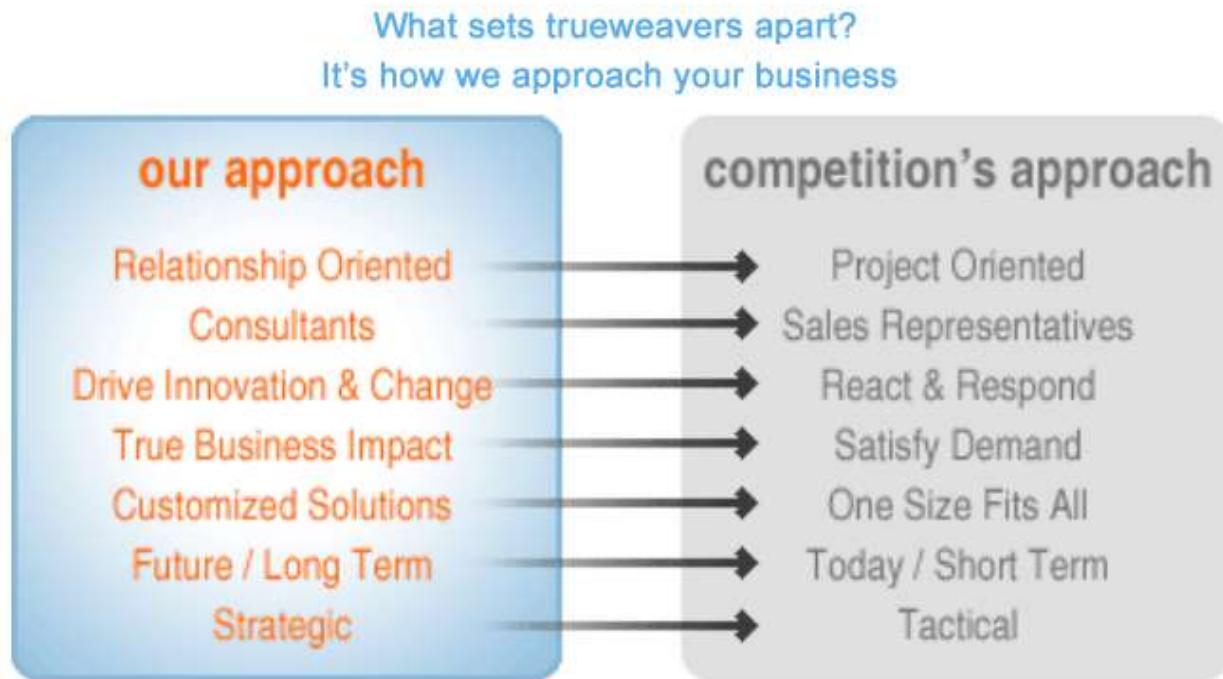 What sets trueweavers apart?
It's how we approach your business
our approach
competition's approach
Relationship Oriented
Project Oriented
Consultants
Sales Representatives
Drive Innovation & Change
React & Respond
True Business Impact
Satisfy Demand
Customized Solutions
One Size Fits All
Future / Long Term
Today / Short Term
Strategic
Tactical